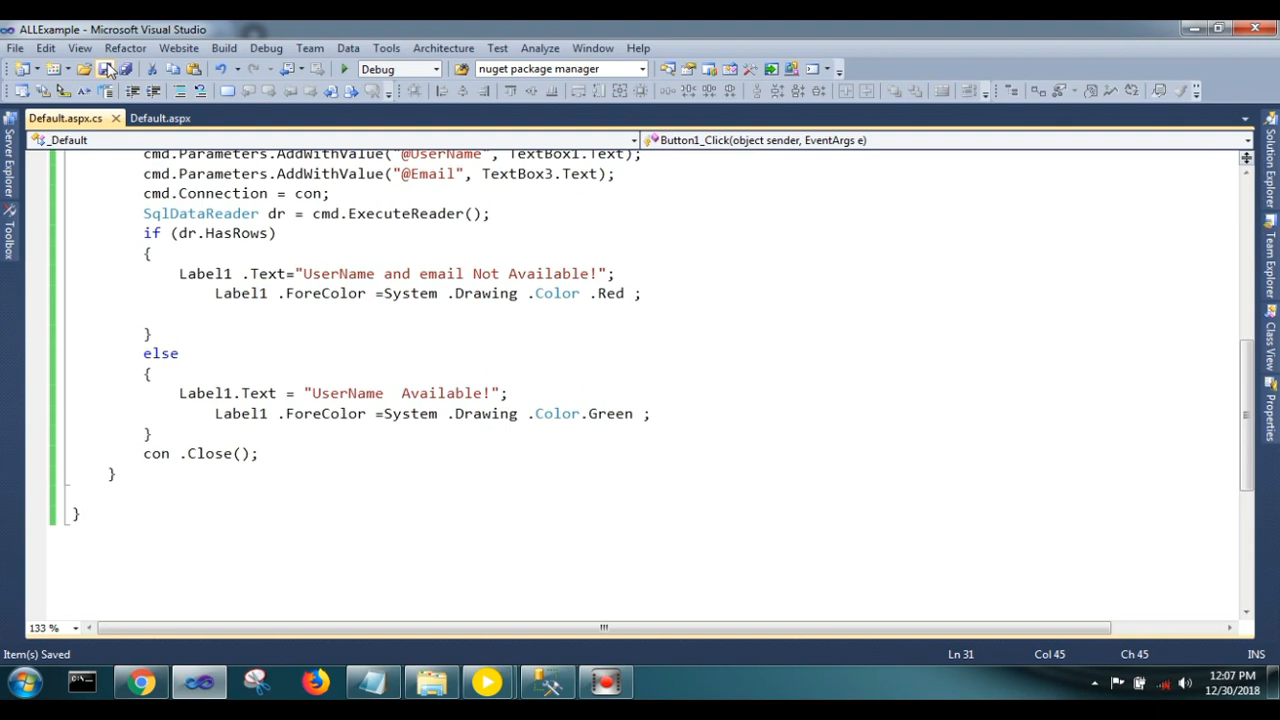 ALLExample - Microsoft Visual Studio
File Edit View Refactor Website Build Debug Team Data Tools Architecture Test Analyze Window Help
Debug nuget package manager
Default.aspx.cs Default.aspx
_Default Button1_Click(object sender, EventArgs e)
cmd.Parameters.AddWithValue("@UserName", TextBox1.Text);
cmd.Parameters.AddWithValue("@Email", TextBox3.Text);
cmd.Connection = con;
SqlDataReader dr = cmd.ExecuteReader();
if (dr.HasRows)
{
Label1 .Text="UserName and email Not Available!";
Label1 .ForeColor =System .Drawing .Color .Red ;
}
else
{
Label1.Text = "UserName  Available!";
Label1 .ForeColor =System .Drawing .Color.Green ;
}
con .Close();
}
}
133 %
Item(s) Saved Ln 31 Col 45 Ch 45 INS
Server Explorer
Toolbox
Solution Explorer
Team Explorer
Class View
Properties
12:07 PM
12/30/2018